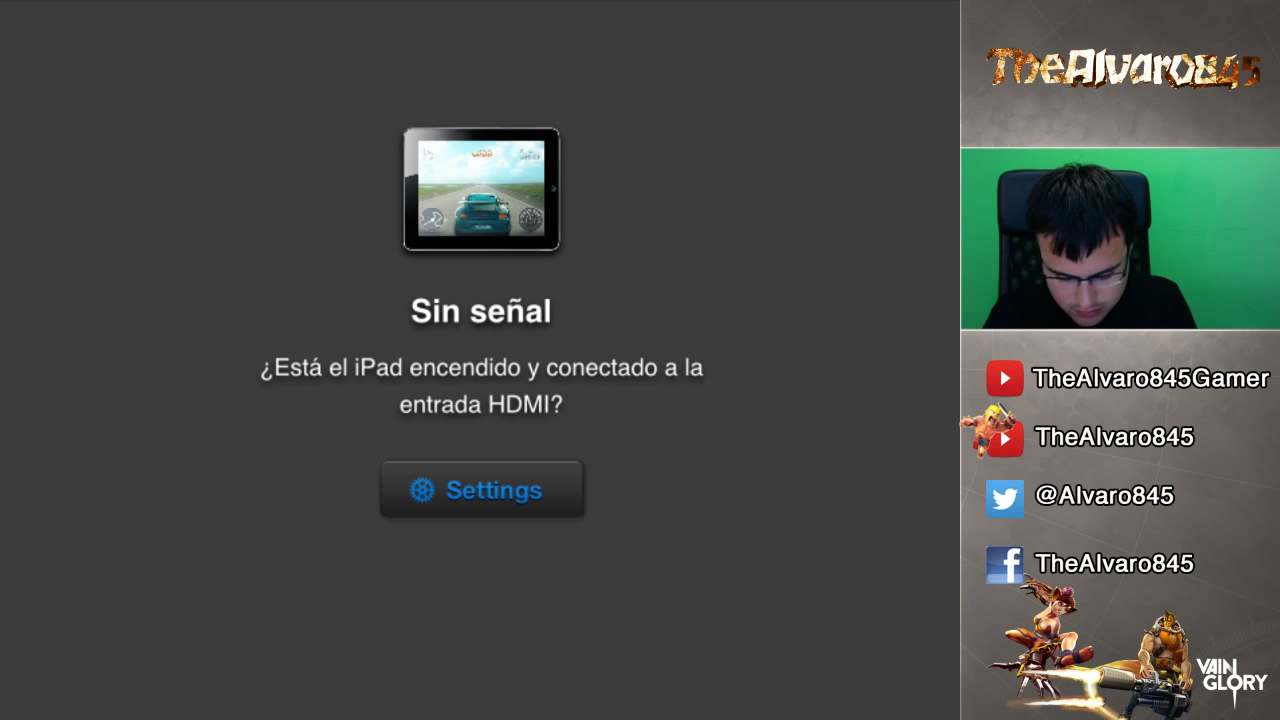 Sin señal
¿Está el iPad encendido y conectado a la
entrada HDMI?
Settings
TheAlvaro845
TheAlvaro845Gamer
TheAlvaro845
@Alvaro845
TheAlvaro845
VAIN
GLORY